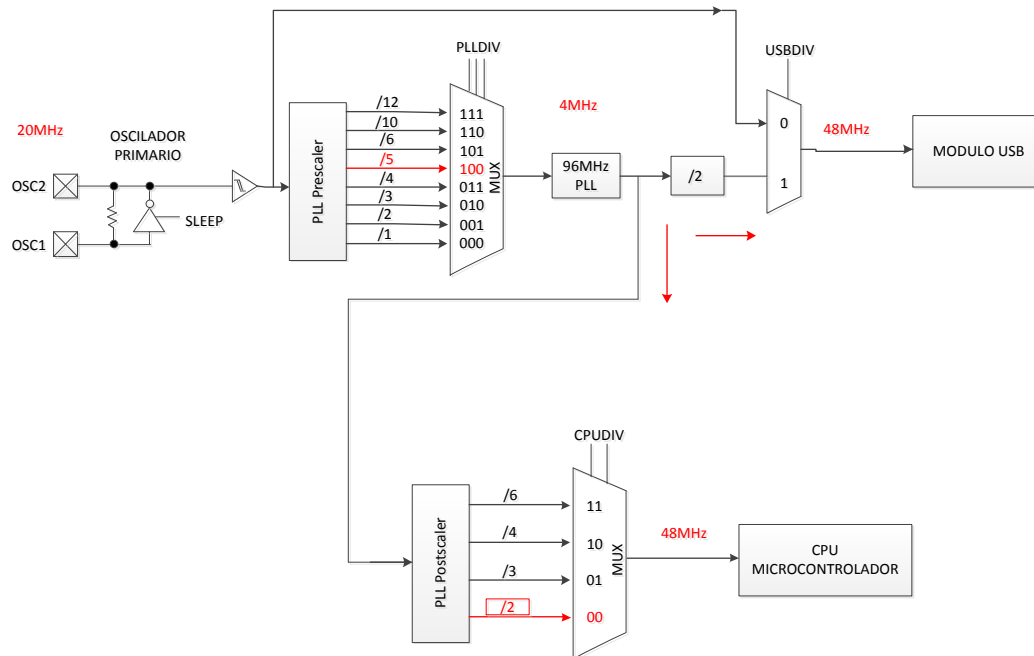 PLLDIV
USBDIV
20MHz
OSCILADOR
PRIMARIO
OSC2
OSC1
SLEEP
PLL Prescaler
/12
/10
/6
/5
/4
/3
/2
/1
111
110
101
100
011
010
001
000
MUX
4MHz
96MHz
PLL
/2
0
1
48MHz
MODULO USB
CPUDIV
PLL Postscaler
/6
/4
/3
/2
11
10
01
00
MUX
48MHz
CPU
MICROCONTROLADOR